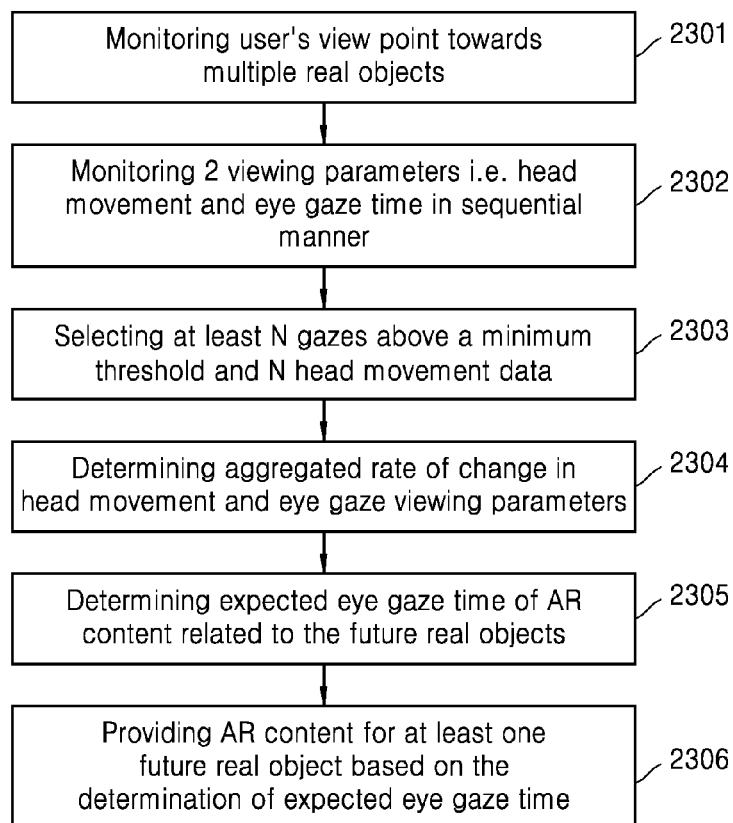 Monitoring user's view point towards
multiple real objects
2301
Monitoring 2 viewing parameters i.e. head
movement and eye gaze time in sequential
manner
2302
Selecting at least N gazes above a minimum
threshold and N head movement data
2303
Determining aggregated rate of change in
head movement and eye gaze viewing parameters
2304
Determining expected eye gaze time of AR
content related to the future real objects
2305
Providing AR content for at least one
future real object based on the
determination of expected eye gaze time
2306